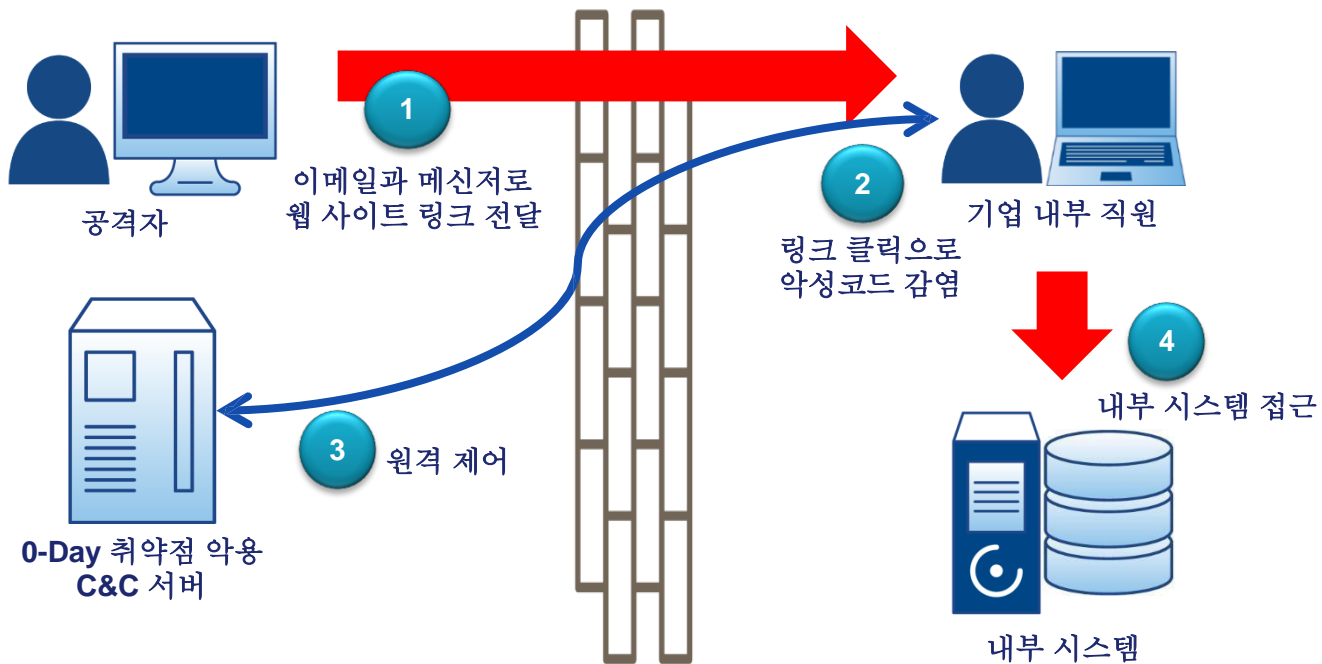 1
이메일과 메신저로
웹 사이트 링크 전달
공격자
2
링크 클릭으로
악성코드 감염
기업 내부 직원
3
원격 제어
0-Day 취약점 악용
C&C 서버
4
내부 시스템 접근
내부 시스템